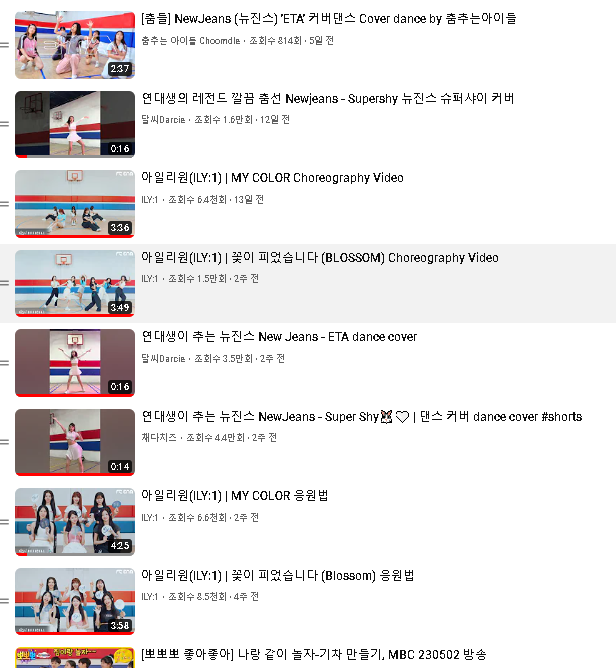 [춤들] NewJeans (뉴진스) 'ETA' 커버댄스 Cover dance by 춤추는아이들
춤추는 아이들 Choomdle · 조회수 814회 · 5일 전
2:37
연대생의 레전드 깔끔 춤선 Newjeans - Supershy 뉴진스 슈퍼샤이 커버
달씨Darcie · 조회수 1.6만회 · 12일 전
0:16
아일리원(ILY:1) | MY COLOR Choreography Video
ILY:1 · 조회수 6.4천회 · 13일 전
3:36
아일리원(ILY:1) | 꽃이 피었습니다 (BLOSSOM) Choreography Video
ILY:1 · 조회수 1.5만회 · 2주 전
3:49
연대생이 추는 뉴진스 New Jeans - ETA dance cover
달씨Darcie · 조회수 3.5만회 · 2주 전
0:16
연대생이 추는 뉴진스 NewJeans - Super Shy🐰♡ | 댄스 커버 dance cover #shorts
채다치즈 · 조회수 4.4만회 · 2주 전
0:14
아일리원(ILY:1) | MY COLOR 응원법
ILY:1 · 조회수 6.6천회 · 2주 전
4:25
아일리원(ILY:1) | 꽃이 피었습니다 (Blossom) 응원법
ILY:1 · 조회수 8.5천회 · 4주 전
3:58
[뽀뽀뽀 좋아좋아] 나랑 같이 놀자-기차 만들기, MBC 230502 방송